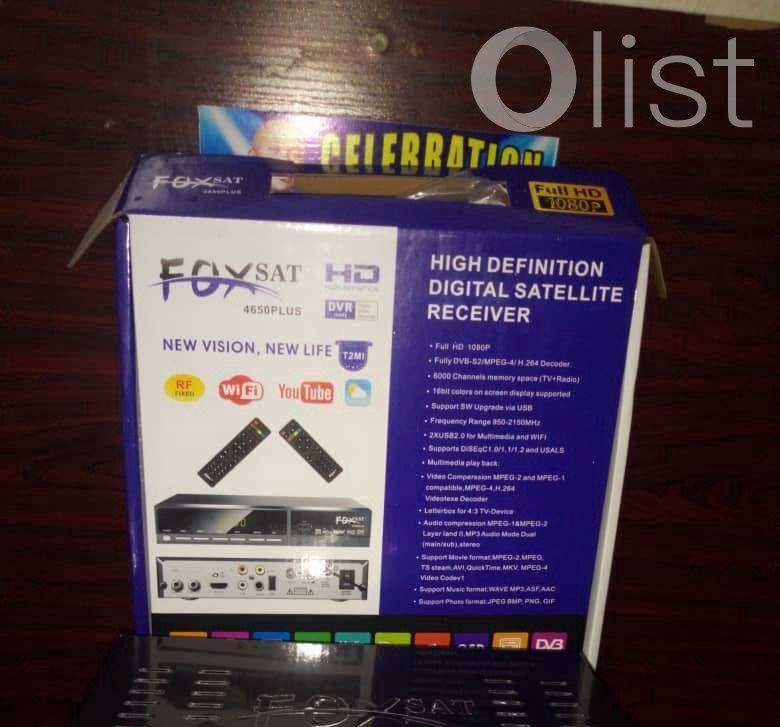 Olist
CELEBRATION
FOXSAT
4650PLUS
Full HD
1080P
FOXSAT
4650PLUS
HD
DVR
ready
NEW VISION, NEW LIFE
T2MI
RF
FIXED
WiFi
YouTube
HIGH DEFINITION
DIGITAL SATELLITE
RECEIVER
• Full HD 1080P
• Fully DVB-S2/MPEG-4/ H.264 Decoder.
• 6000 Channels memory space (TV+Radio)
• 16bit colors on screen display supported
• Support SW Upgrade via USB
• Frequency Range 950-2150MHz
• 2XUSB2.0 for Multimedia and WIFI
• Supports DiSEqC1.0/1.1/1.2 and USALS
• Multimedia play back.
• Video Comperssion MPEG-2 and MPEG-1
compatible,MPEG-4,H.264
Videotexe Decoder
• Letterbox for 4:3 TV-Device
• Audio compression MPEG-1&MPEG-2
Layer Iand II,MP3 Audio Mode Dual
(main/sub),stereo
• Support Movie format:MPEG-2,MPEG,
TS steam,AVI,QuickTime, MKV, MPEG-4
Video Codev1
• Support Music format:WAVE MP3,ASF,AAC
• Support Photo format:JPEG BMP, PNG, GIF
FOXSAT
DVB
FOXSAT